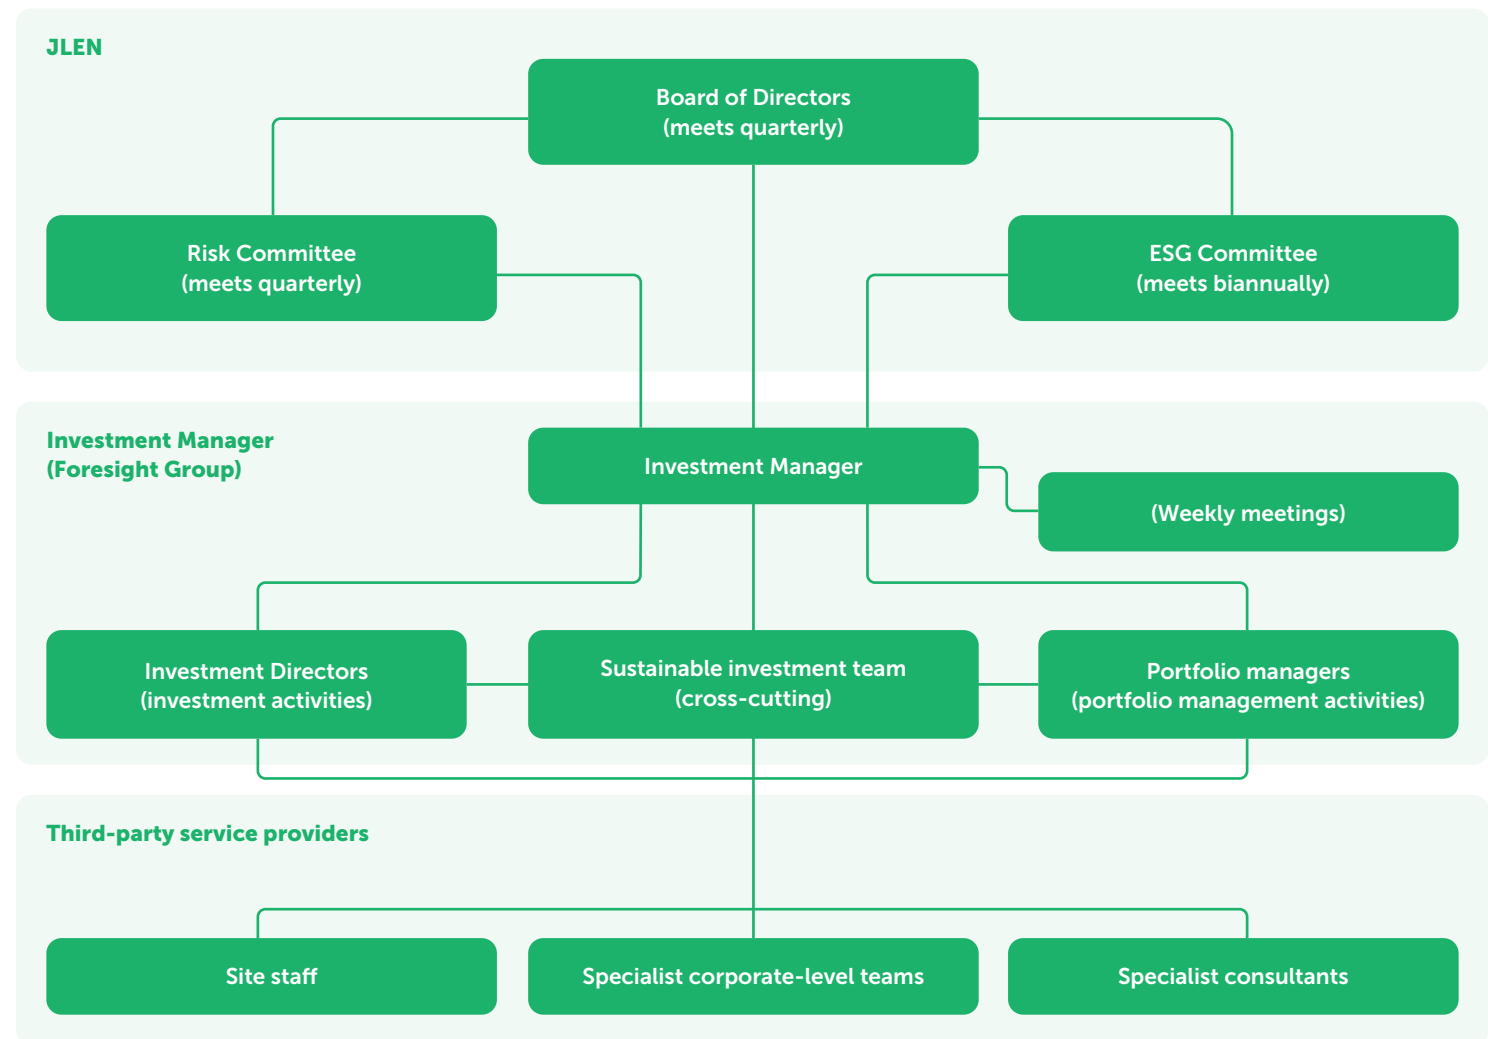 JLEN
Board of Directors
(meets quarterly)
Risk Committee
(meets quarterly)
ESG Committee
(meets biannually)
Investment Manager
(Foresight Group)
Investment Manager
(Weekly meetings)
Investment Directors
(investment activities)
Sustainable investment team
(cross-cutting)
Portfolio managers
(portfolio management activities)
Third-party service providers
Site staff
Specialist corporate-level teams
Specialist consultants